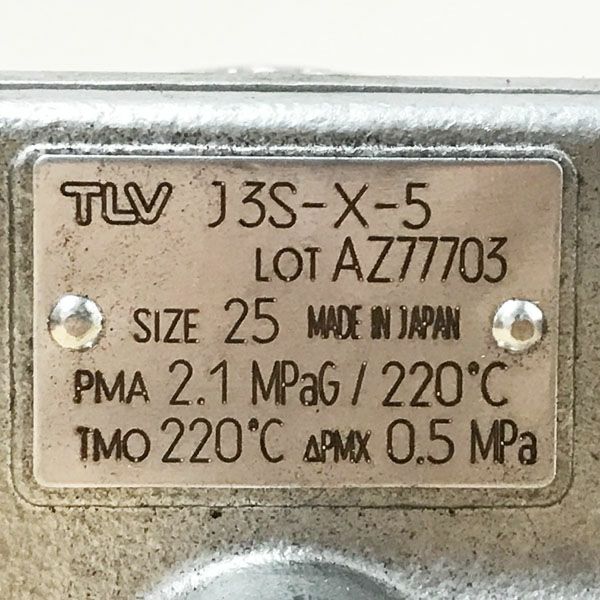 TLV J3S-X-5
LOT AZ77703
SIZE 25 MADE IN JAPAN
PMA 2.1 MPaG / 220°C
TMO 220°C ΔPMX 0.5 MPa